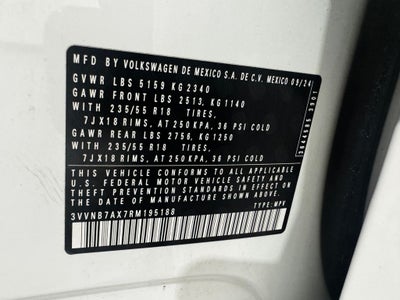 MFD BY VOLKSWAGEN DE MEXICO S.A. DE C.V. MEXICO 09/24
GVWR LBS 5159 KG 2340
GAWR FRONT LBS 2513, KG 1140
WITH 235/55 R18 TIRES,
7JX18 RIMS, AT 250 KPA, 36 PSI COLD
GAWR REAR LBS 2756, KG1250
WITH 235/55 R18 TIRES,
7JX18 RIMS, AT 250 KPA, 36 PSI COLD
THIS VEHICLE CONFORMS TO ALL APPLICABLE
U.S. FEDERAL MOTOR VEHICLE SAFETY AND
THEFT PREVENTION STANDARDS IN EFFECT ON
THE DATE OF MANUFACTURE SHOWN ABOVE.
3VVNB7AX7RM195188 TYPE: MPV